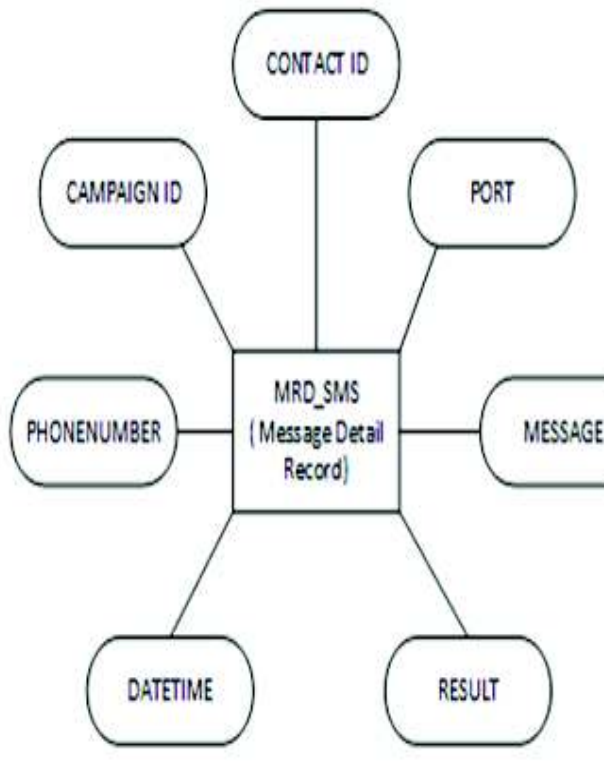 CONTACT ID
CAMPAIGN ID
PORT
MRD_SMS
( Message Detail
Record)
PHONENUMBER
MESSAGE
DATETIME
RESULT